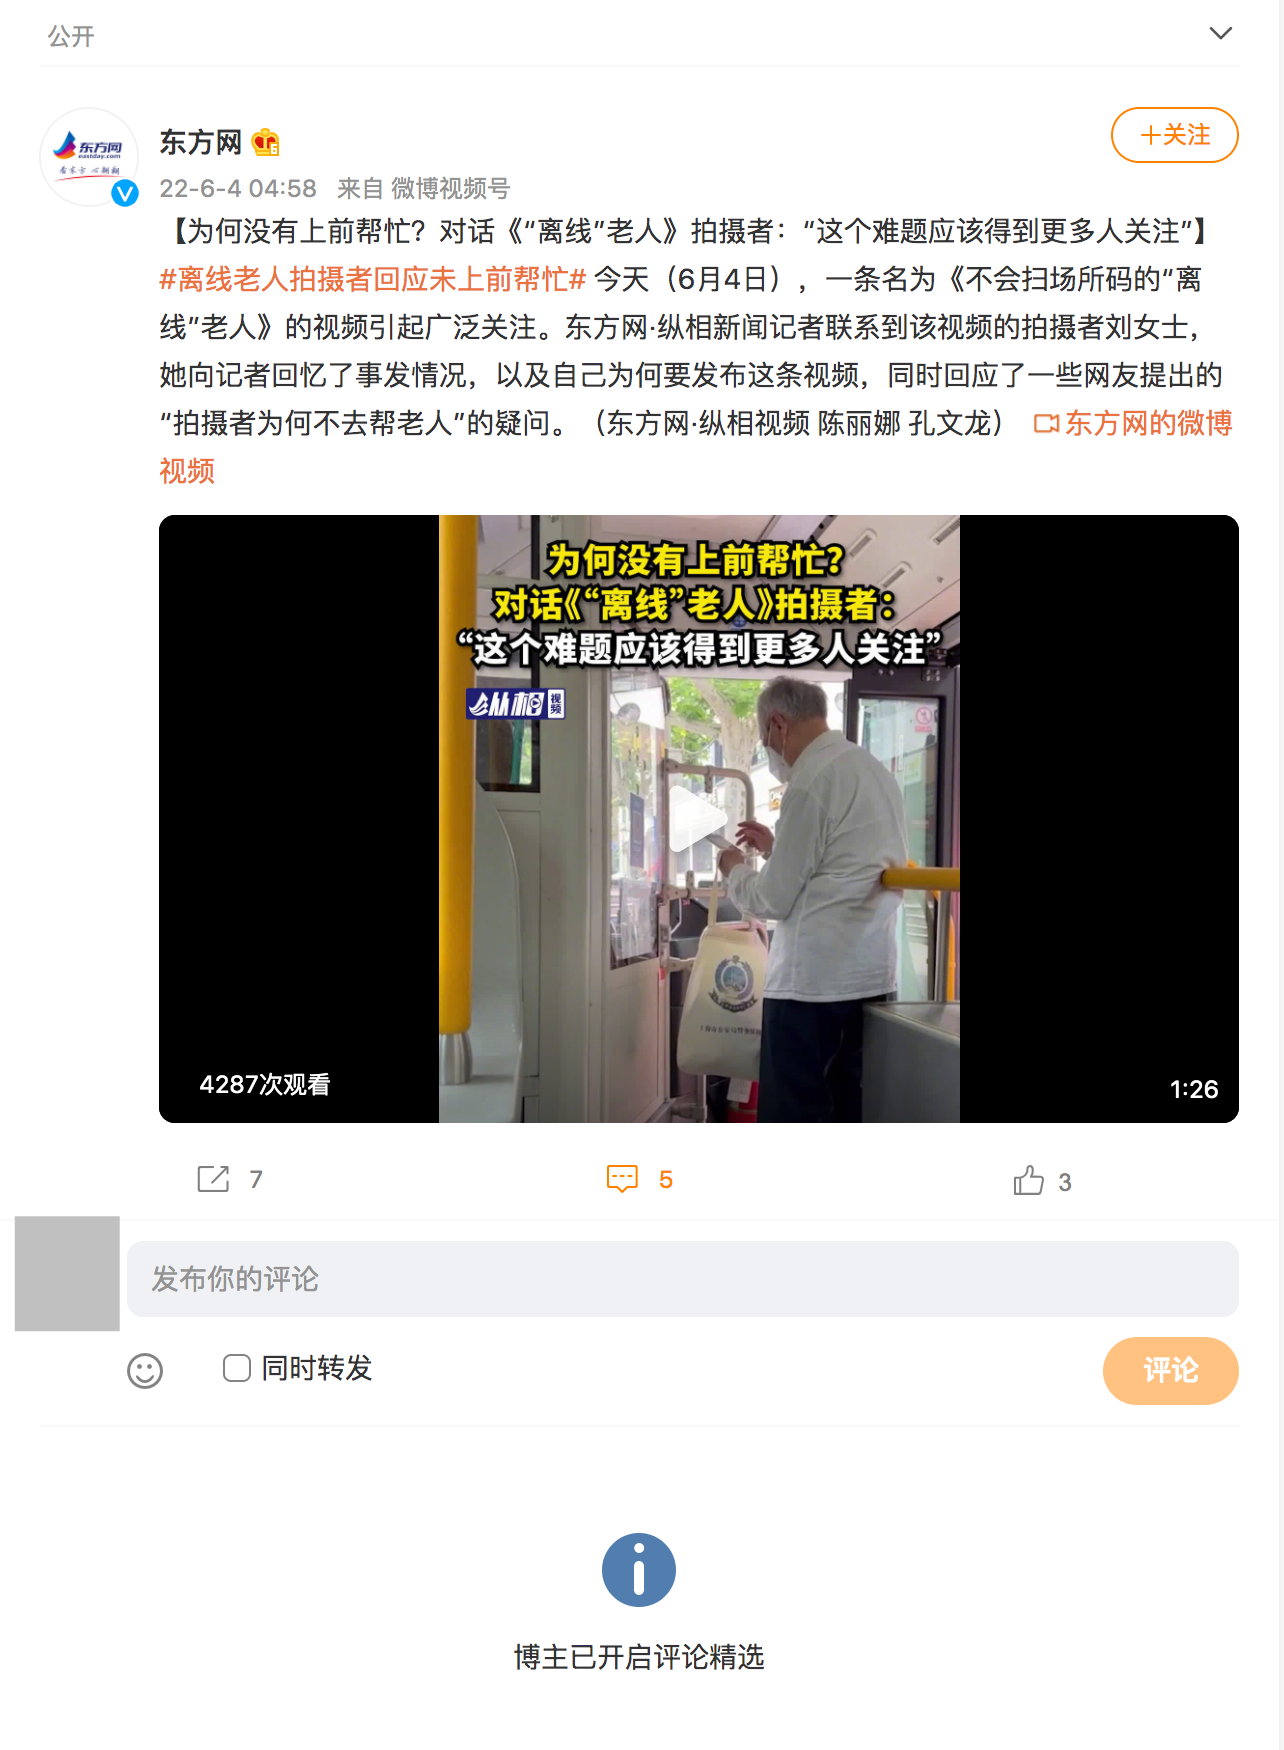 公开
东方网
eastday.com
东方网
22-6-4 04:58 来自 微博视频号
+关注
【为何没有上前帮忙？对话《“离线”老人》拍摄者：“这个难题应该得到更多人关注”】
#离线老人拍摄者回应未上前帮忙# 今天（6月4日），一条名为《不会扫场所码的“离
线”老人》的视频引起广泛关注。东方网·纵相新闻记者联系到该视频的拍摄者刘女士，
她向记者回忆了事发情况，以及自己为何要发布这条视频，同时回应了一些网友提出的
“拍摄者为何不去帮老人”的疑问。（东方网·纵相视频 陈丽娜 孔文龙） 东方网的微博
视频
为何没有上前帮忙？
对话《“离线”老人》拍摄者：
“这个难题应该得到更多人关注”
纵相视频
4287次观看
1:26
7
5
3
发布你的评论
同时转发
评论
博主已开启评论精选